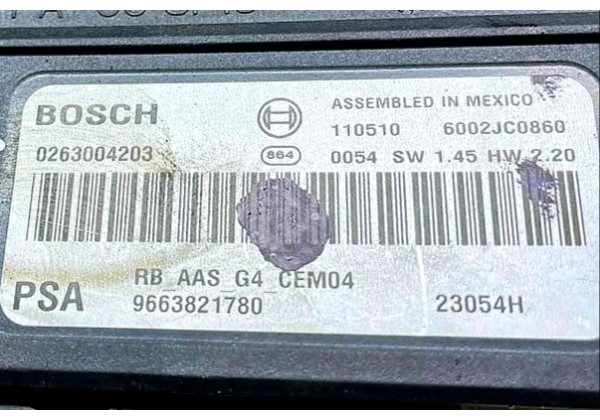 BOSCH
ASSEMBLED IN MEXICO
110510 6002JC0860
0263004203 864 0054 SW 1.45 HW 2.20
RB_AAS_G4_CEM04
PSA 9663821780 23054H